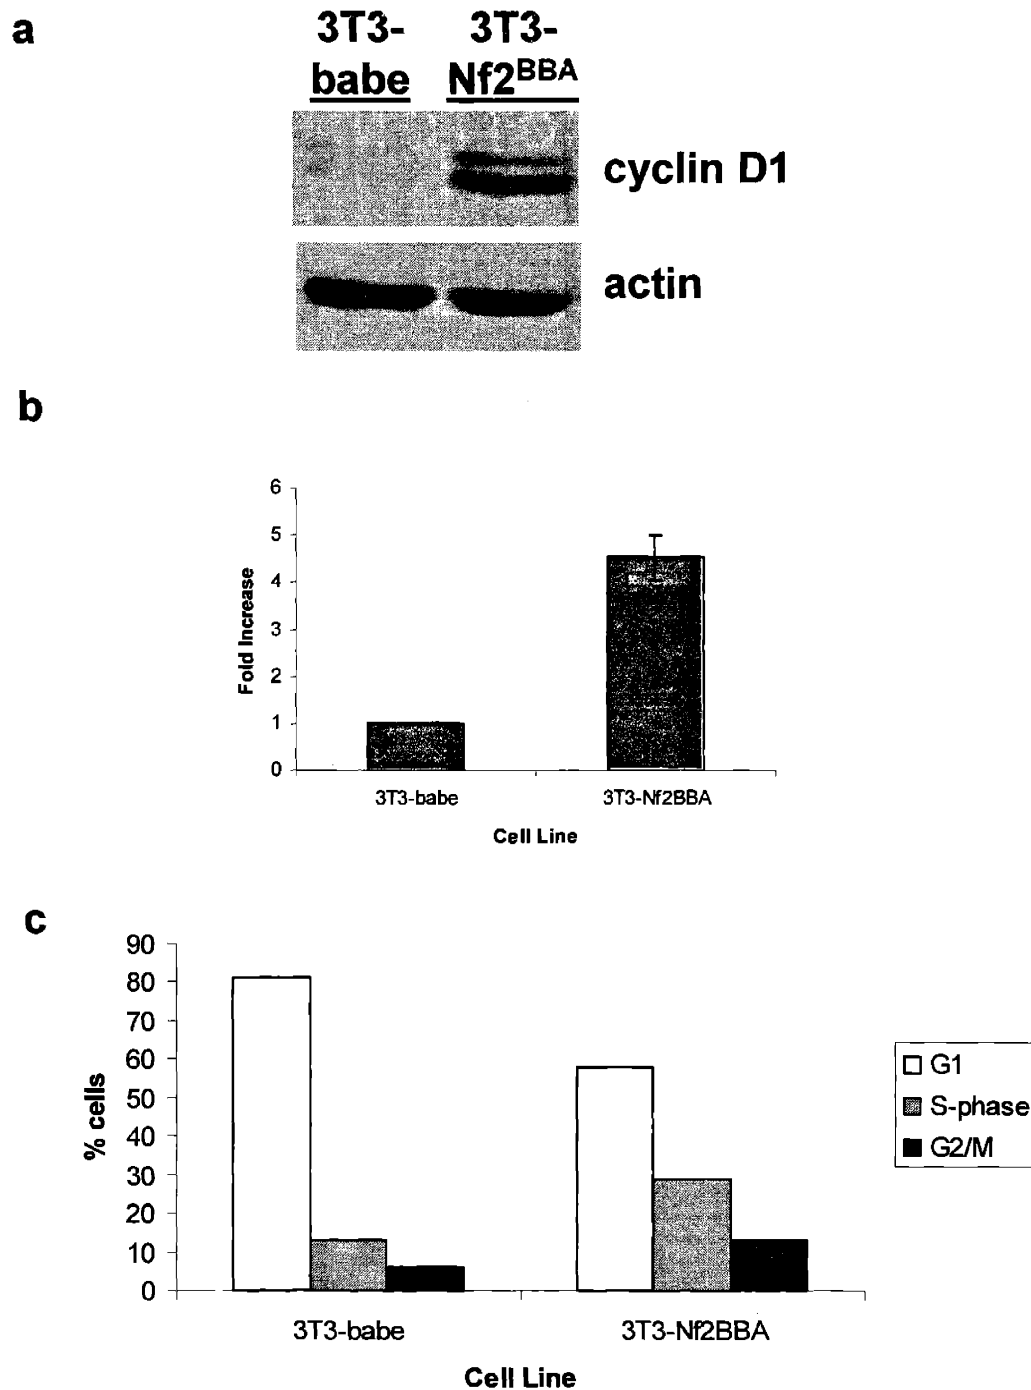 a
3T3-
babe
3T3-
Nf2BBA
cyclin D1
actin
b
6
5
4
3
2
1
0
Fold Increase
3T3-babe
3T3-Nf2BBA
Cell Line
c
90
80
70
60
50
40
30
20
10
0
% cells
3T3-babe
3T3-Nf2BBA
Cell Line
G1
S-phase
G2/M